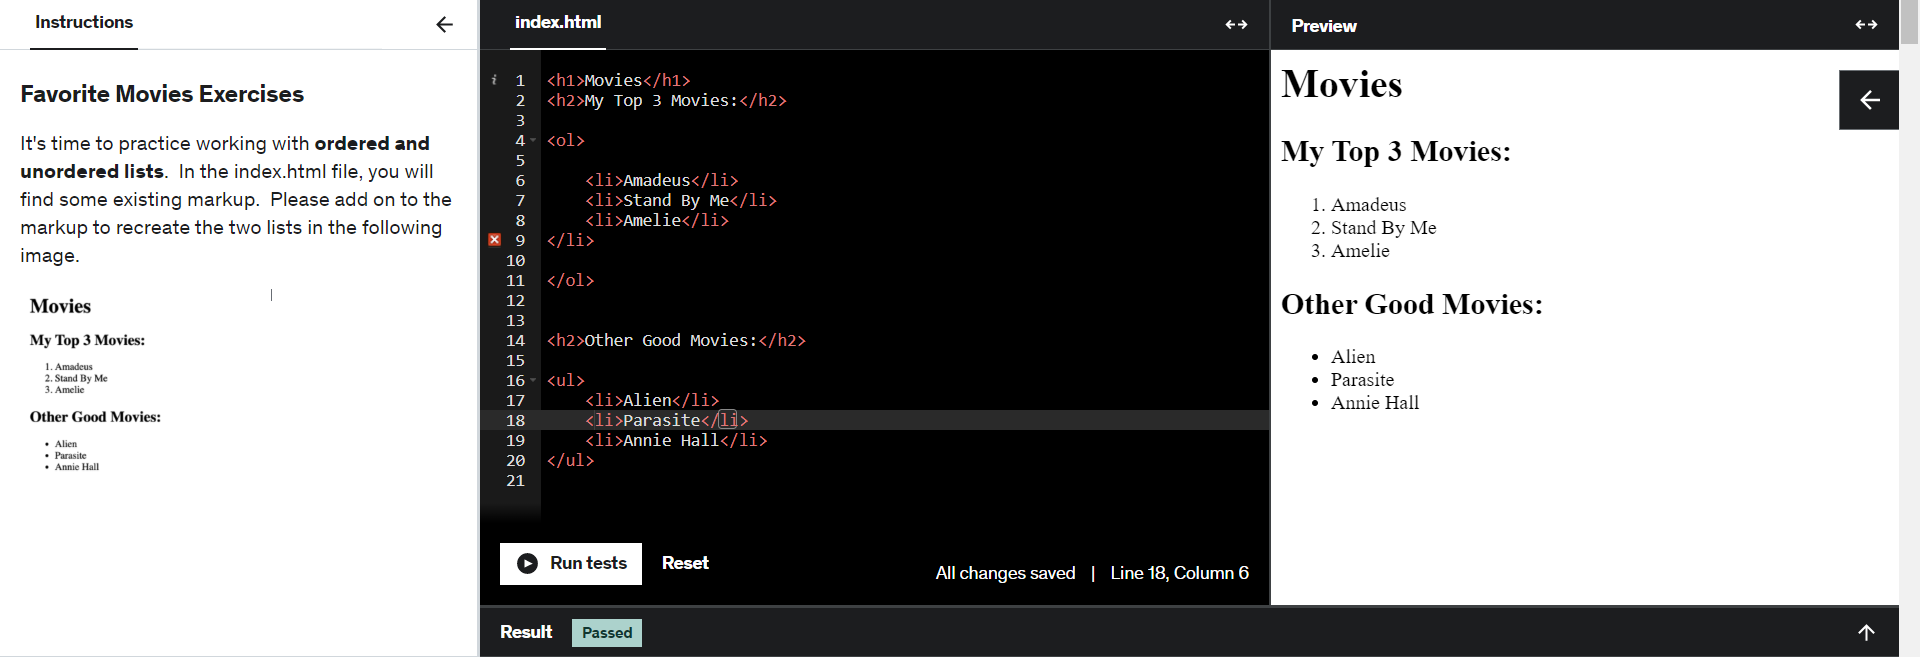 Instructions
Favorite Movies Exercises
It's time to practice working with ordered and
unordered lists.  In the index.html file, you will
find some existing markup.  Please add on to the
markup to recreate the two lists in the following
image.
Movies
My Top 3 Movies:
1. Amadeus
2. Stand By Me
3. Amelie
Other Good Movies:
• Alien
• Parasite
• Annie Hall
index.html
i 1 <h1>Movies</h1>
2 <h2>My Top 3 Movies:</h2>
3
4 <ol>
5
6     <li>Amadeus</li>
7     <li>Stand By Me</li>
8     <li>Amelie</li>
9 </li>
10
11 </ol>
12
13
14 <h2>Other Good Movies:</h2>
15
16 <ul>
17     <li>Alien</li>
18     <li>Parasite</li>
19     <li>Annie Hall</li>
20 </ul>
21
Run tests
Reset
All changes saved | Line 18, Column 6
Preview
Movies
My Top 3 Movies:
1. Amadeus
2. Stand By Me
3. Amelie
Other Good Movies:
• Alien
• Parasite
• Annie Hall
Result
Passed